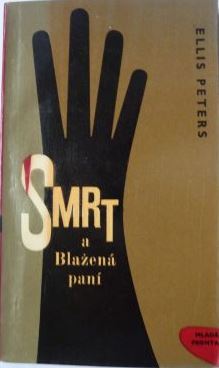 ELLIS PETERS
SMRT
a
Blažená
paní
MLADÁ
FRONTA